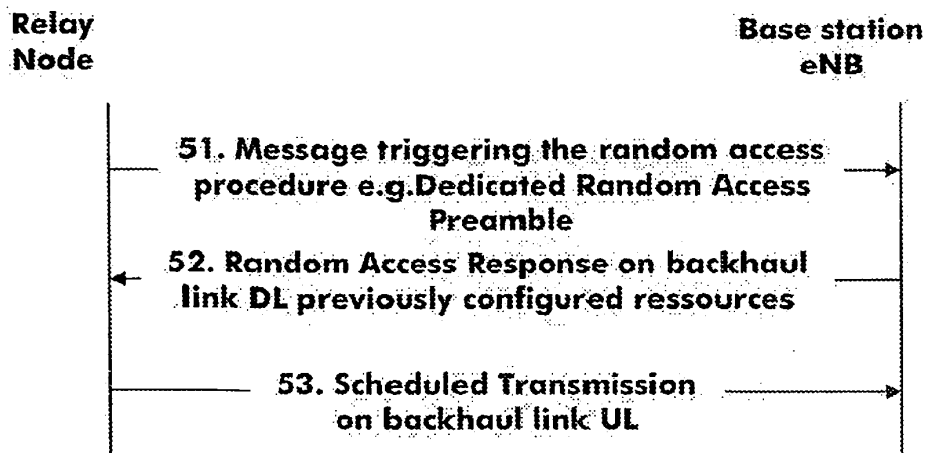 Relay
Node
Base station
eNB
51. Message triggering the random access
procedure e.g.Dedicated Random Access
Preamble
52. Random Access Response on backhaul
link DL previously configured ressources
53. Scheduled Transmission
on backhaul link UL